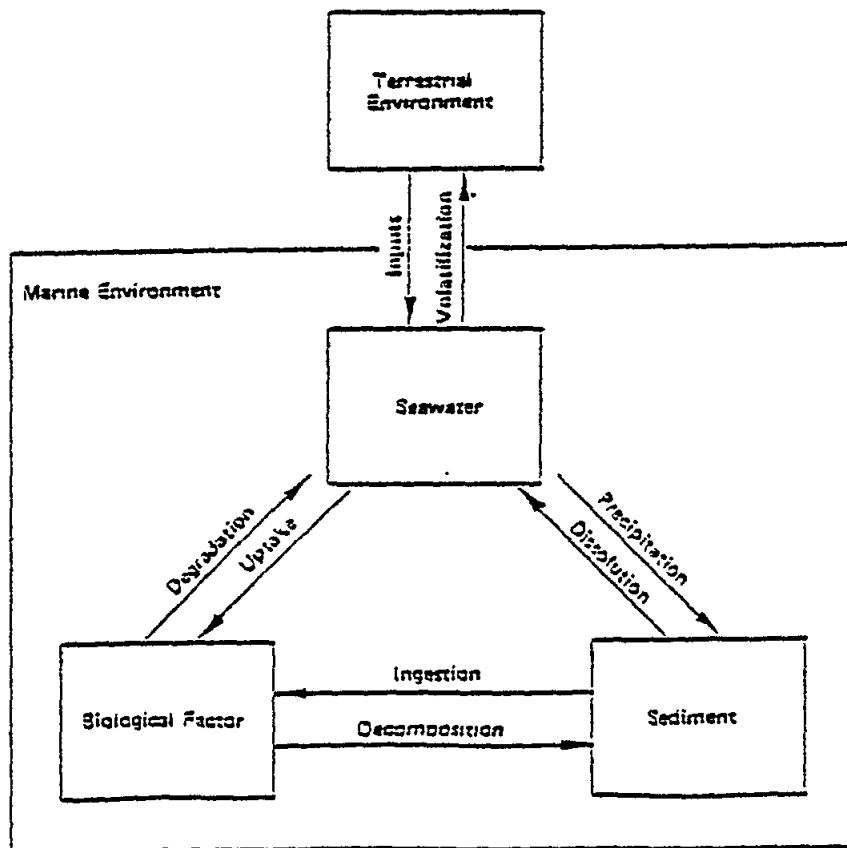 Terrestrial
Environment
Inputs
Volatilization
Marine Environment
Seawater
Degradation
Uptake
Precipitation
Dissolution
Ingestion
Biological Factor
Sediment
Decomposition